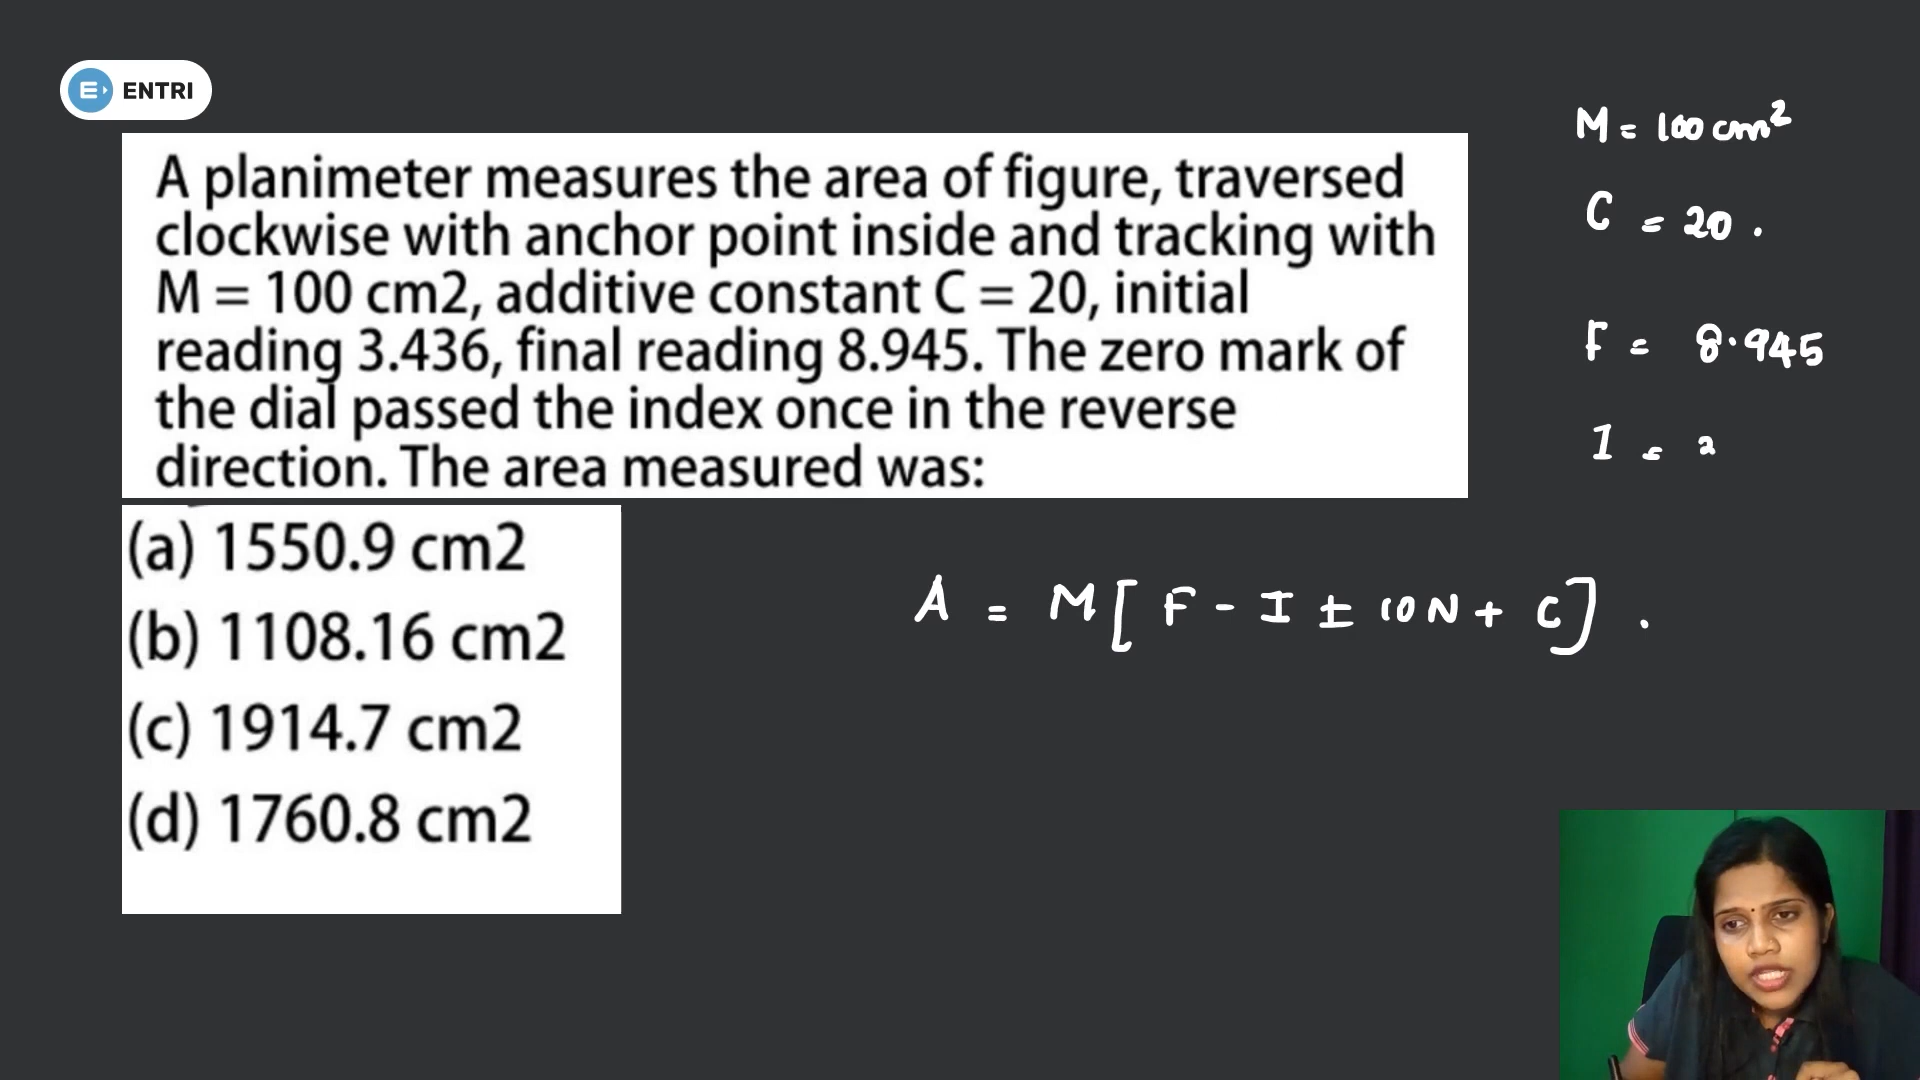 ENTRI
A planimeter measures the area of figure, traversed
clockwise with anchor point inside and tracking with
M = 100 cm2, additive constant C = 20, initial
reading 3.436, final reading 8.945. The zero mark of
the dial passed the index once in the reverse
direction. The area measured was:
(a) 1550.9 cm2
(b) 1108.16 cm2
(c) 1914.7 cm2
(d) 1760.8 cm2
M = 100 cm²
C = 20 .
F = 8.945
I =
A = M [ F - I ± 10 N + C ] .